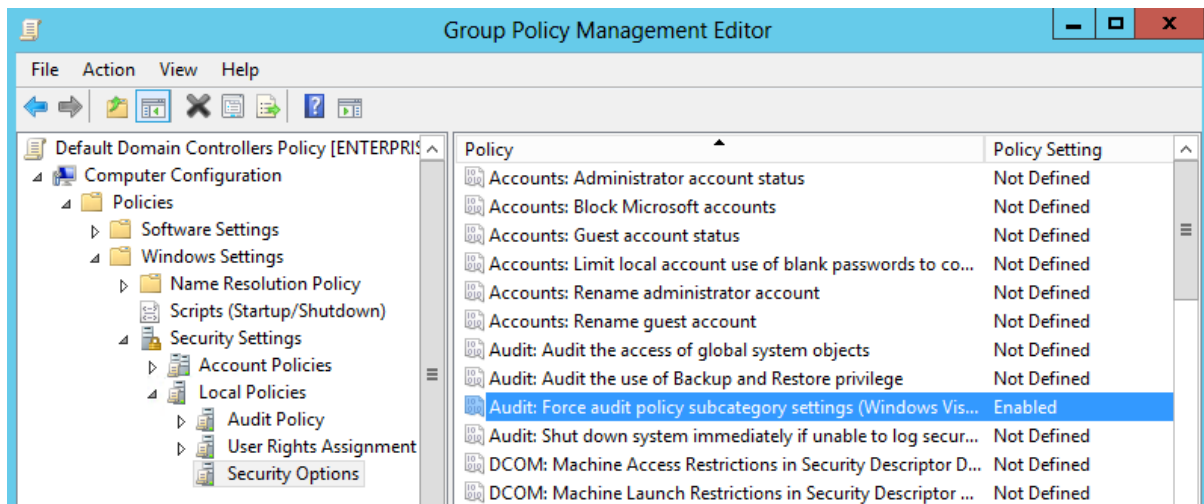 Group Policy Management Editor
File Action View Help
Default Domain Controllers Policy [ENTERPRIS
Computer Configuration
Policies
Software Settings
Windows Settings
Name Resolution Policy
Scripts (Startup/Shutdown)
Security Settings
Account Policies
Local Policies
Audit Policy
User Rights Assignment
Security Options
Policy Policy Setting
Accounts: Administrator account status Not Defined
Accounts: Block Microsoft accounts Not Defined
Accounts: Guest account status Not Defined
Accounts: Limit local account use of blank passwords to co... Not Defined
Accounts: Rename administrator account Not Defined
Accounts: Rename guest account Not Defined
Audit: Audit the access of global system objects Not Defined
Audit: Audit the use of Backup and Restore privilege Not Defined
Audit: Force audit policy subcategory settings (Windows Vis... Enabled
Audit: Shut down system immediately if unable to log secur... Not Defined
DCOM: Machine Access Restrictions in Security Descriptor D... Not Defined
DCOM: Machine Launch Restrictions in Security Descriptor ... Not Defined